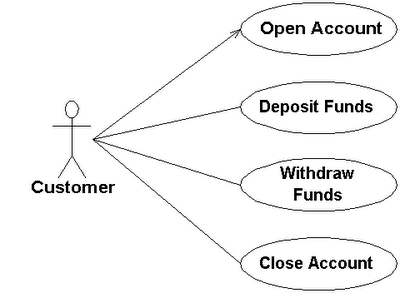 Open Account
Deposit Funds
Withdraw
Funds
Customer
Close Account